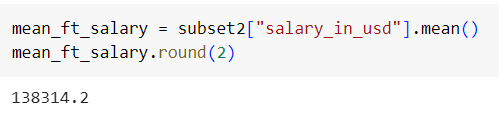 mean_ft_salary = subset2["salary_in_usd"].mean()
mean_ft_salary.round(2)
138314.2